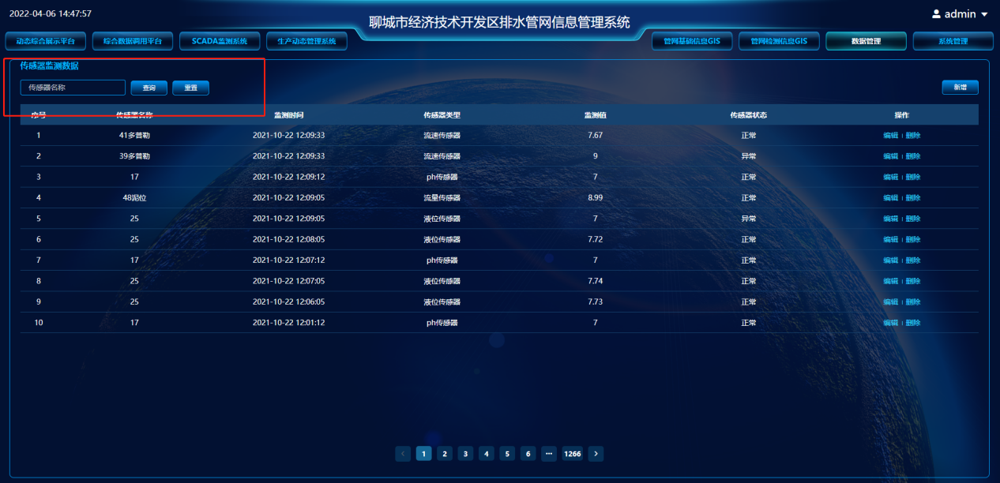 2022-04-06 14:47:57
聊城市经济技术开发区排水管网信息管理系统
admin
动态综合展示平台 综合数据调用平台 SCADA监测系统 生产动态管理系统 管网基础信息GIS 管网检测信息GIS 数据管理 系统管理
传感器监测数据
传感器名称 查询 重置 新增
序号 传感器名称 监测时间 传感器类型 监测值 传感器状态 操作
1 41多普勒 2021-10-22 12:09:33 流速传感器 7.67 正常 编辑 | 删除
2 39多普勒 2021-10-22 12:09:33 流速传感器 9 异常 编辑 | 删除
3 17 2021-10-22 12:09:12 ph传感器 7 正常 编辑 | 删除
4 48泥位 2021-10-22 12:09:05 流量传感器 8.99 正常 编辑 | 删除
5 25 2021-10-22 12:09:05 液位传感器 7 异常 编辑 | 删除
6 25 2021-10-22 12:08:05 液位传感器 7.72 正常 编辑 | 删除
7 17 2021-10-22 12:07:12 ph传感器 7 正常 编辑 | 删除
8 25 2021-10-22 12:07:05 液位传感器 7.74 正常 编辑 | 删除
9 25 2021-10-22 12:06:05 液位传感器 7.73 正常 编辑 | 删除
10 17 2021-10-22 12:01:12 ph传感器 7 正常 编辑 | 删除
< 1 2 3 4 5 6 ··· 1266 >